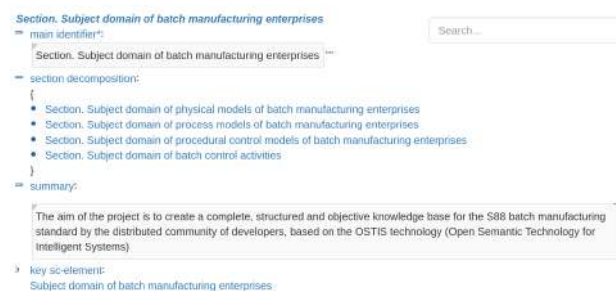 Section. Subject domain of batch manufacturing enterprises
Search...
= main identifier*:
Section. Subject domain of batch manufacturing enterprises
= section decomposition:
{
• Section. Subject domain of physical models of batch manufacturing enterprises
• Section. Subject domain of process models of batch manufacturing enterprises
• Section. Subject domain of procedural control models of batch manufacturing enterprises
• Section. Subject domain of batch control activities
}
= summary:
The aim of the project is to create a complete, structured and objective knowledge base for the S88 batch manufacturing
standard by the distributed community of developers, based on the OSTIS technology (Open Semantic Technology for
Intelligent Systems)
› key sc-element:
Subject domain of batch manufacturing enterprises